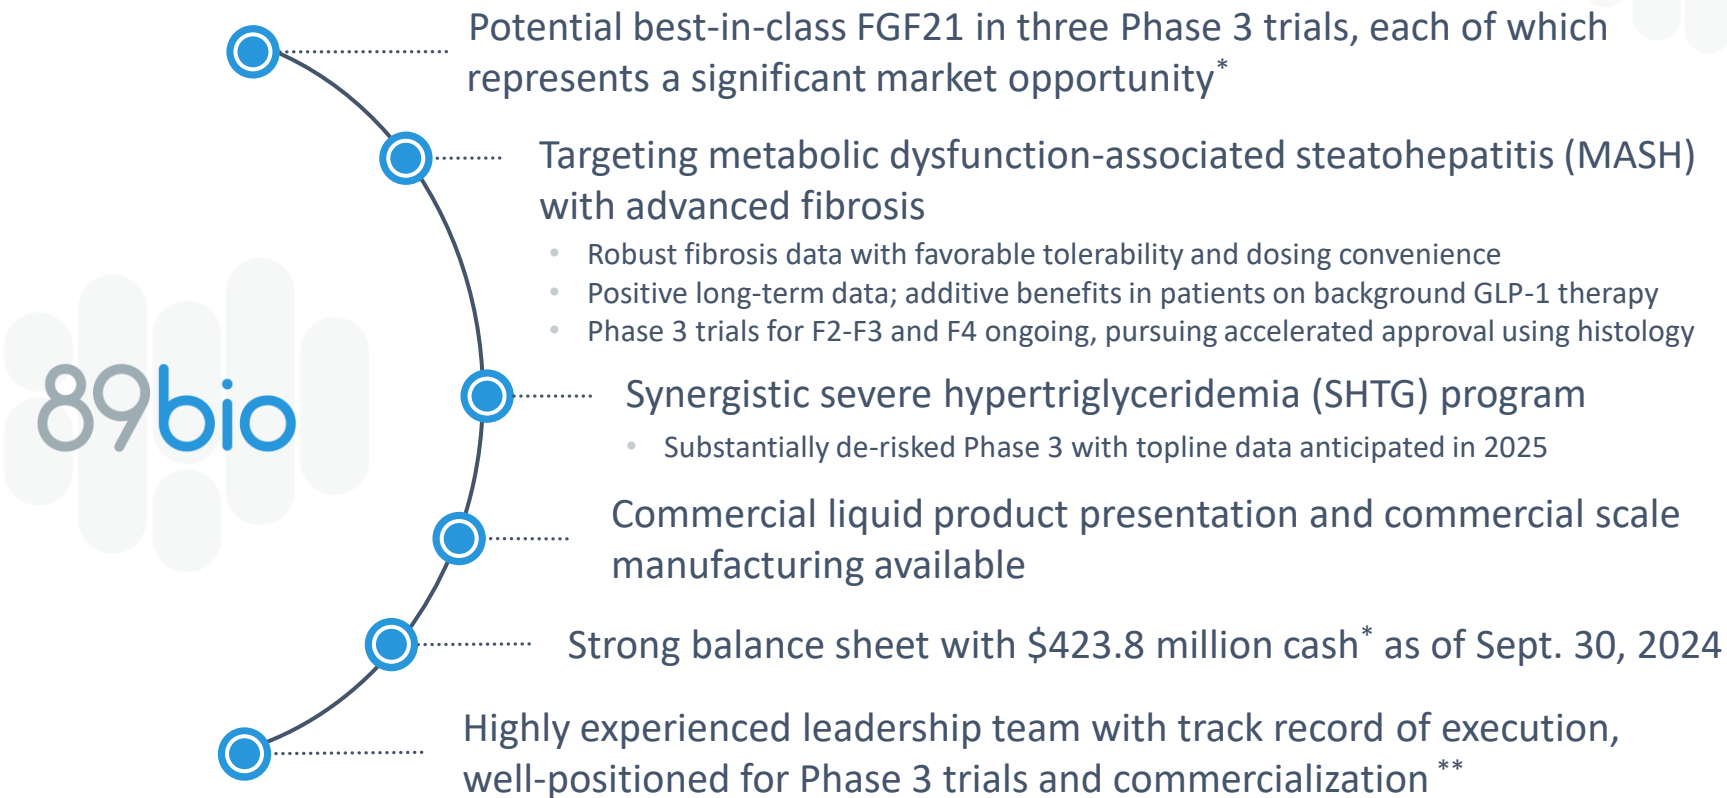 Potential best-in-class FGF21 in three Phase 3 trials, each of which
represents a significant market opportunity*
Targeting metabolic dysfunction-associated steatohepatitis (MASH)
with advanced fibrosis
• Robust fibrosis data with favorable tolerability and dosing convenience
• Positive long-term data; additive benefits in patients on background GLP-1 therapy
• Phase 3 trials for F2-F3 and F4 ongoing, pursuing accelerated approval using histology
89bio
Synergistic severe hypertriglyceridemia (SHTG) program
• Substantially de-risked Phase 3 with topline data anticipated in 2025
Commercial liquid product presentation and commercial scale
manufacturing available
Strong balance sheet with $423.8 million cash* as of Sept. 30, 2024
Highly experienced leadership team with track record of execution,
well-positioned for Phase 3 trials and commercialization **